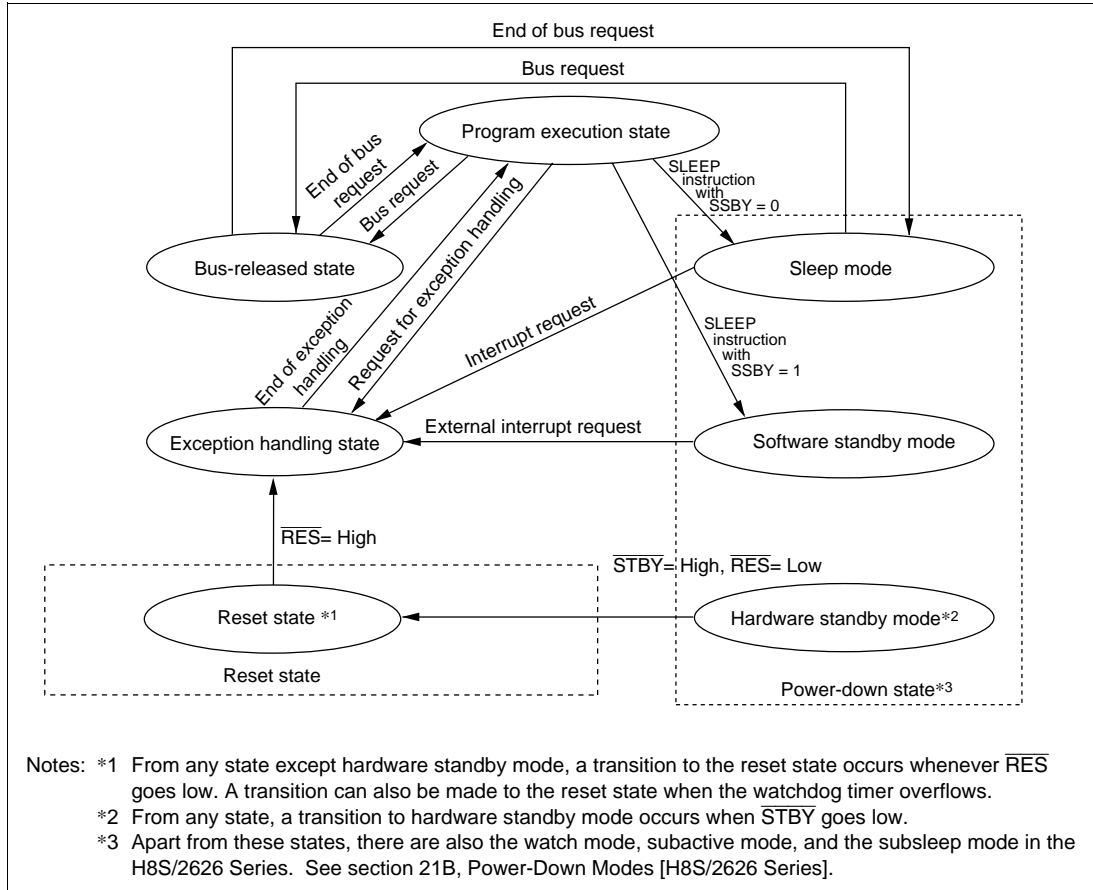 End of bus request
Bus request
Program execution state
End of bus
request
Bus request
SLEEP
instruction
with
SSBY = 0
Bus-released state
Sleep mode
Request for exception handling
End of exception
handling
Interrupt request
SLEEP
instruction
with
SSBY = 1
Exception handling state
External interrupt request
Software standby mode
R̅E̅S̅= High
S̅T̅B̅Y̅= High, R̅E̅S̅= Low
Reset state *1
Hardware standby mode*2
Reset state
Power-down state*3
Notes: *1 From any state except hardware standby mode, a transition to the reset state occurs whenever R̅E̅S̅
goes low. A transition can also be made to the reset state when the watchdog timer overflows.
*2 From any state, a transition to hardware standby mode occurs when S̅T̅B̅Y̅ goes low.
*3 Apart from these states, there are also the watch mode, subactive mode, and the subsleep mode in the
H8S/2626 Series. See section 21B, Power-Down Modes [H8S/2626 Series].